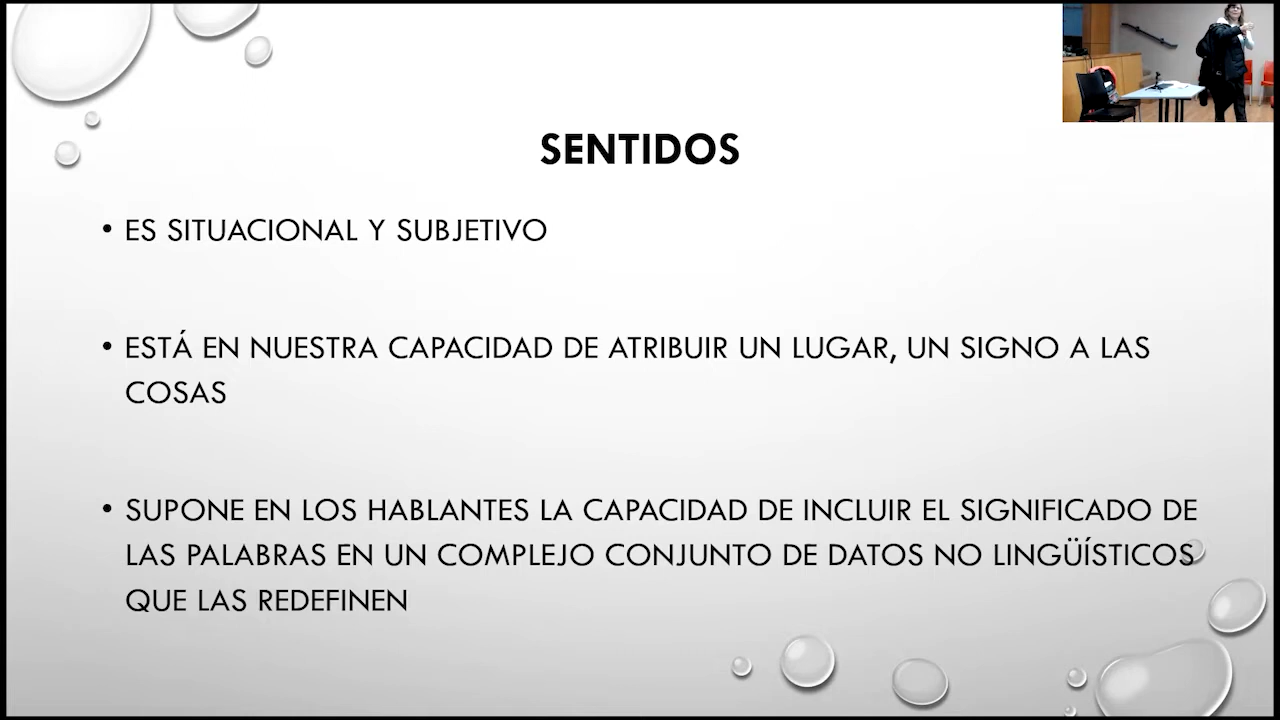 SENTIDOS
• ES SITUACIONAL Y SUBJETIVO
• ESTÁ EN NUESTRA CAPACIDAD DE ATRIBUIR UN LUGAR, UN SIGNO A LAS
COSAS
• SUPONE EN LOS HABLANTES LA CAPACIDAD DE INCLUIR EL SIGNIFICADO DE
LAS PALABRAS EN UN COMPLEJO CONJUNTO DE DATOS NO LINGÜÍSTICOS
QUE LAS REDEFINEN